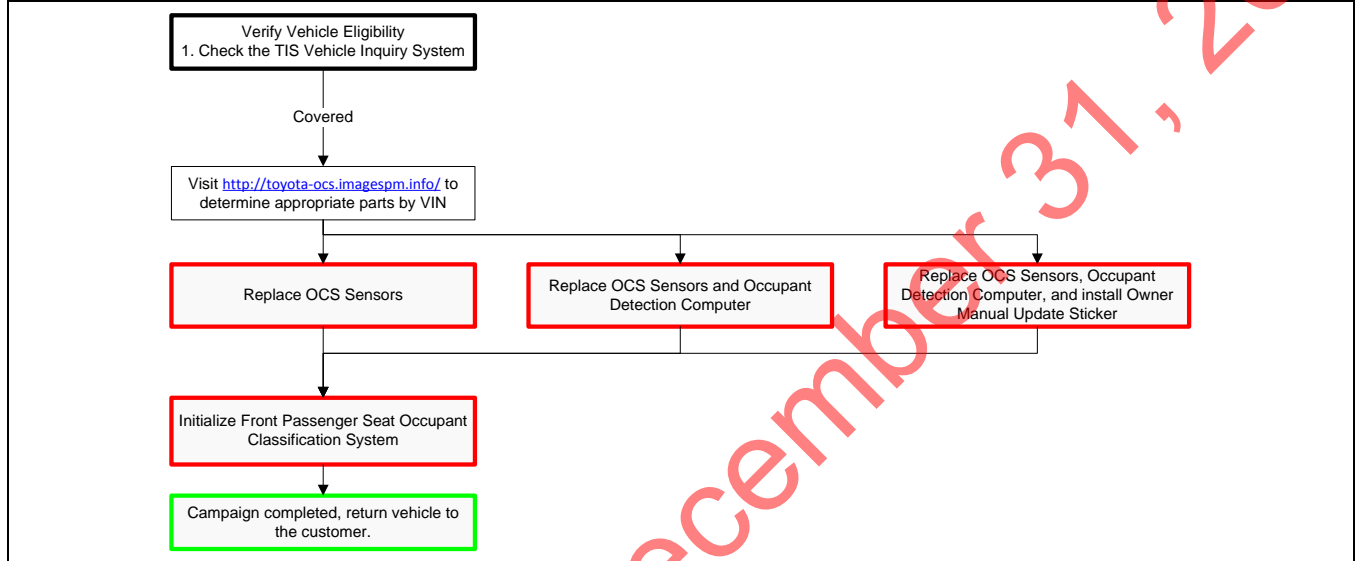 Verify Vehicle Eligibility
1. Check the TIS Vehicle Inquiry System
Covered
Visit http://toyota-ocs.imagespm.info/ to
determine appropriate parts by VIN
Replace OCS Sensors
Replace OCS Sensors and Occupant
Detection Computer
Replace OCS Sensors, Occupant
Detection Computer, and install Owner
Manual Update Sticker
Initialize Front Passenger Seat Occupant
Classification System
Campaign completed, return vehicle to
the customer.
ecember 31, 2